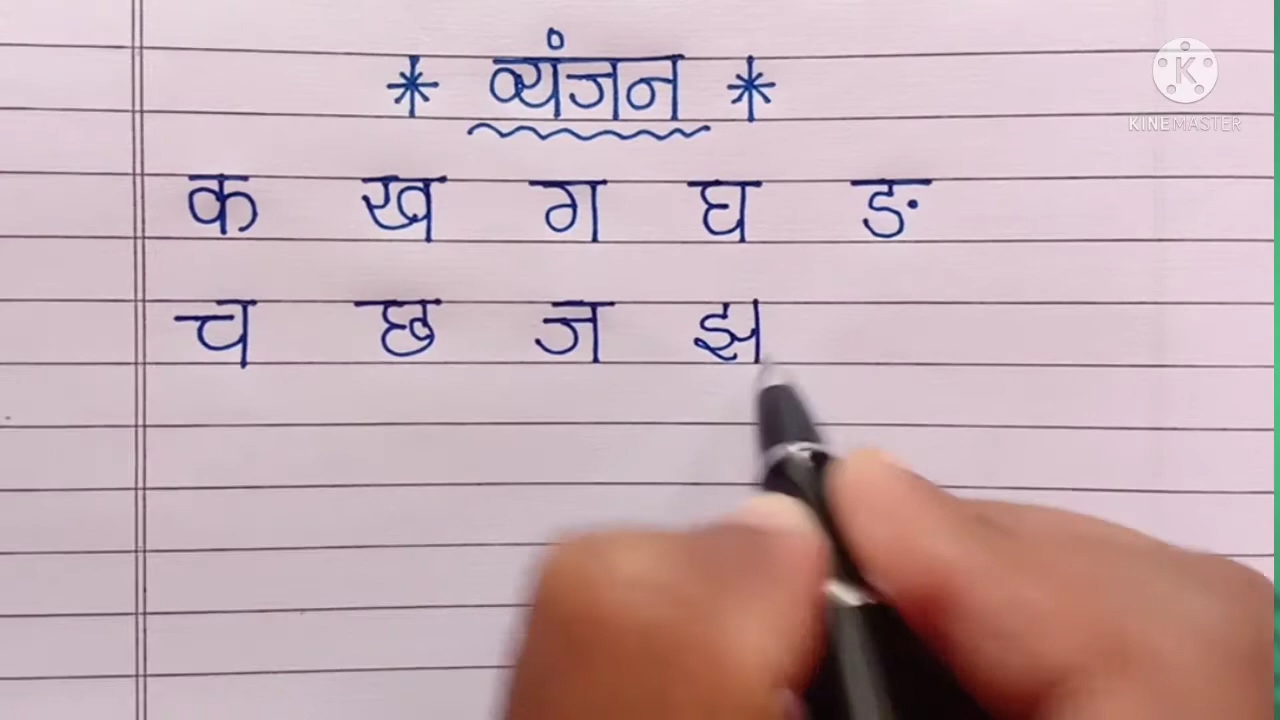 * व्यंजन *
K
KINEMASTER
क ख ग घ ङ
च छ ज झ